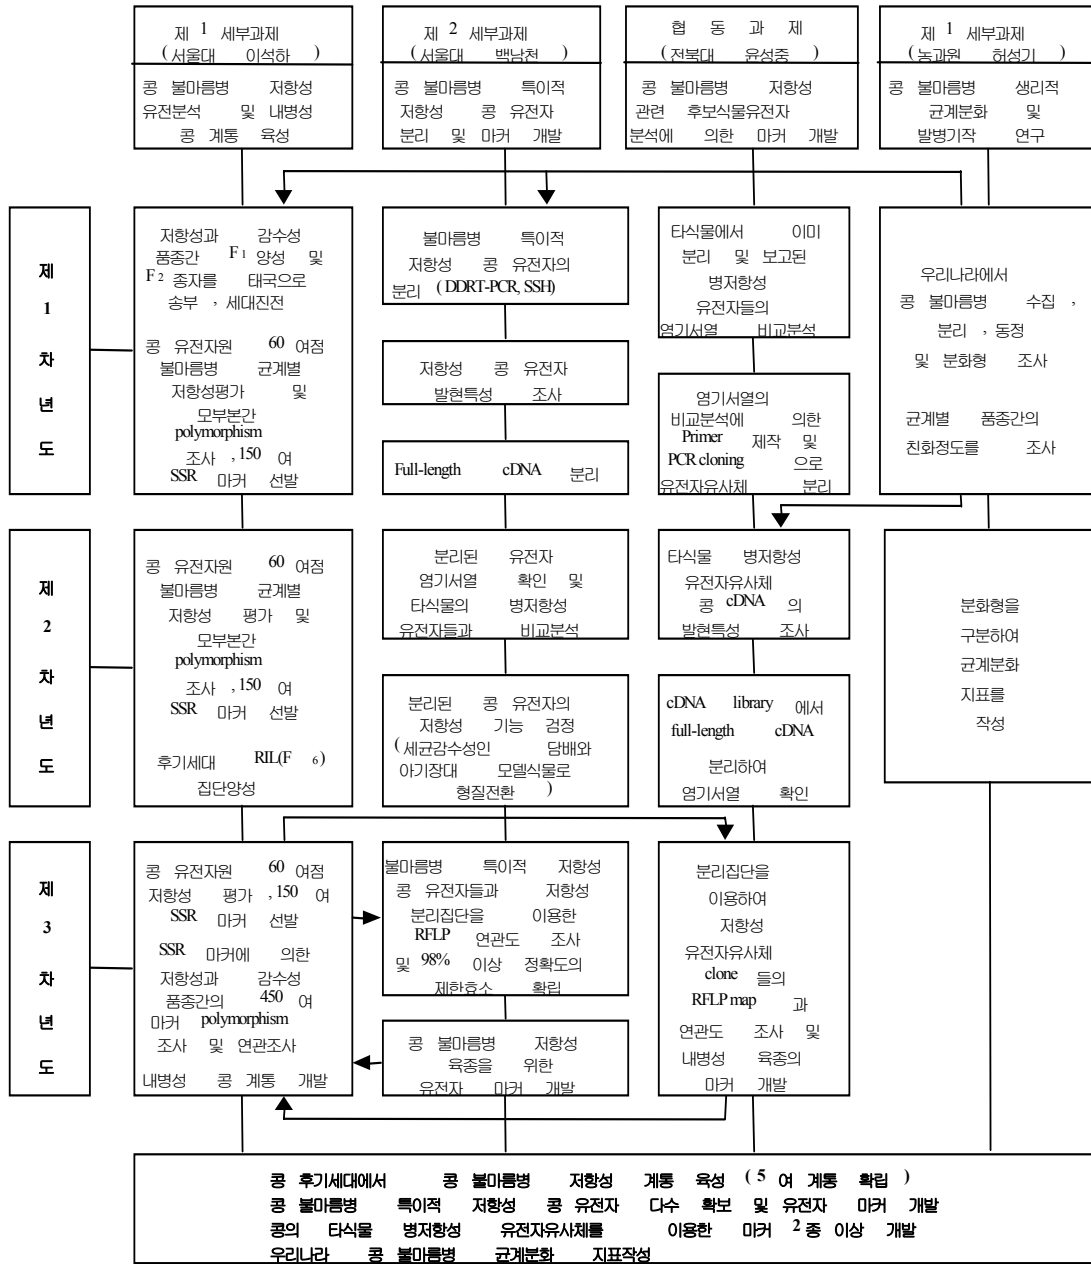 제 1 세부과제
(서울대 이석하)
콩 불마름병 저항성
유전분석 및 내병성
콩 계통 육성
제 2 세부과제
(서울대 백남천)
콩 불마름병 특이적
저항성 콩 유전자
분리 및 마커 개발
협 동 과 제
(전북대 윤성중)
콩 불마름병 저항성
관련 후보식물유전자
분석에 의한 마커 개발
제 1 세부과제
(농과원 허성기)
콩 불마름병 생리적
균계분화 및
발병기작 연구
제
1
차
년
도
저항성과 감수성
품종간 F1 양성 및
F2 종자를 태국으로
송부 , 세대진전
콩 유전자원 60 여점
불마름병 균계별
저항성평가 및
모부본간
polymorphism
조사 , 150 여
SSR 마커 선발
불마름병 특이적
저항성 콩 유전자의
분리 (DDRT-PCR, SSH)
저항성 콩 유전자
발현특성 조사
Full-length cDNA 분리
타식물에서 이미
분리 및 보고된
병저항성
유전자들의
염기서열 비교분석
염기서열의
비교분석에 의한
Primer 제작 및
PCR cloning 으로
유전자유사체 분리
우리나라에서
콩 불마름병 수집 ,
분리 , 동정
및 분화형 조사
균계별 품종간의
친화정도를 조사
제
2
차
년
도
콩 유전자원 60 여점
불마름병 균계별
저항성 평가 및
모부본간
polymorphism
조사 , 150 여
SSR 마커 선발
후기세대 RIL(F 6)
집단양성
분리된 유전자
염기서열 확인 및
타식물의 병저항성
유전자들과 비교분석
분리된 콩 유전자의
저항성 기능 검정
(세균감수성인 담배와
아기장대 모델식물로
형질전환 )
타식물 병저항성
유전자유사체
콩 cDNA 의
발현특성 조사
cDNA library 에서
full-length cDNA
분리하여
염기서열 확인
분화형을
구분하여
균계분화
지표를
작성
제
3
차
년
도
콩 유전자원 60 여점
저항성 평가 , 150 여
SSR 마커 선발
SSR 마커에 의한
저항성과 감수성
품종간의 450 여
마커 polymorphism
조사 및 연관조사
내병성 콩 계통 개발
불마름병 특이적 저항성
콩 유전자들과 저항성
분리집단을 이용한
RFLP 연관도 조사
및 98% 이상 정확도의
제한효소 확립
콩 불마름병 저항성
육종을 위한
유전자 마커 개발
분리집단을
이용하여
저항성
유전자유사체
clone 들의
RFLP map 과
연관도 조사 및
내병성 육종의
마커 개발
콩 후기세대에서 콩 불마름병 저항성 계통 육성 ( 5 여 계통 확립 )
콩 불마름병 특이적 저항성 콩 유전자 다수 확보 및 유전자 마커 개발
콩의 타식물 병저항성 유전자유사체를 이용한 마커 2 종 이상 개발
우리나라 콩 불마름병 균계분화 지표작성